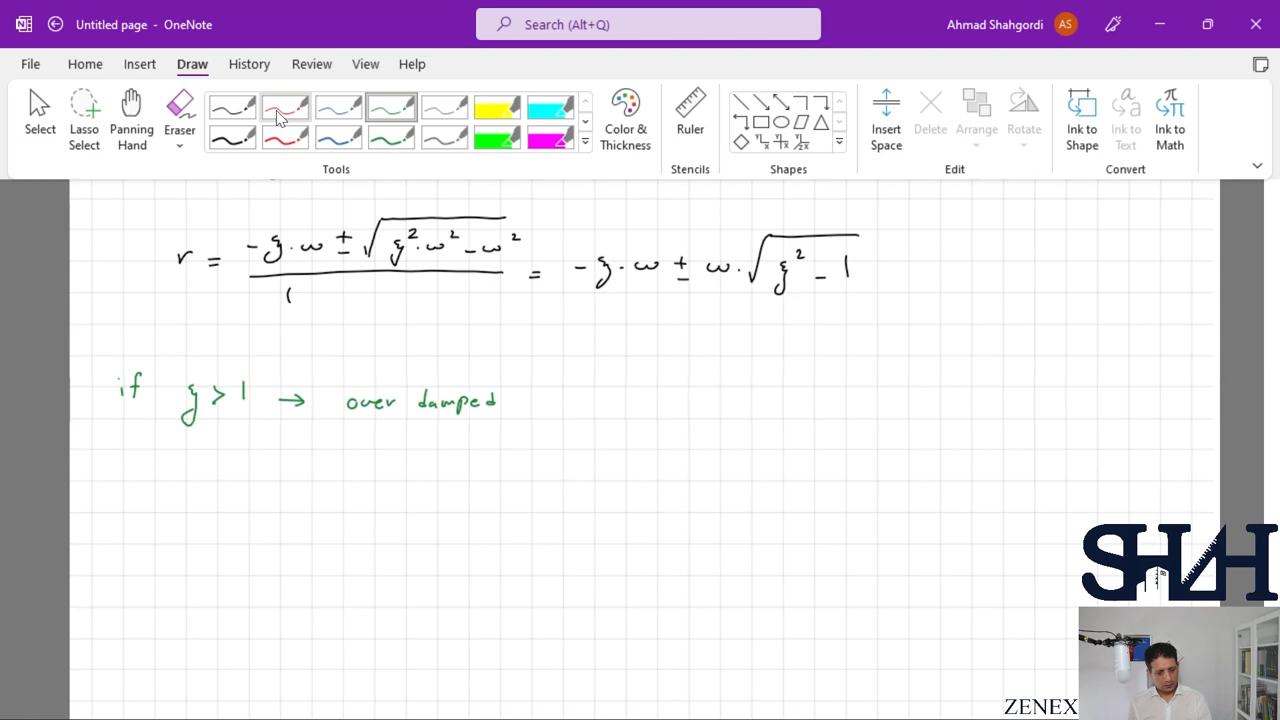 Untitled page - OneNote
Search (Alt+Q)
Ahmad Shahgordi
AS
File Home Insert Draw History Review View Help
Select
Lasso Select
Panning Hand
Eraser
Color & Thickness
Ruler
Insert Space
Delete
Arrange
Rotate
Ink to Shape
Ink to Text
Ink to Math
Tools
Stencils
Shapes
Edit
Convert
r = (-ξ·ω ± √(ξ²·ω² - ω²)) / 1 = -ξ·ω ± ω·√(ξ² - 1)
if ξ > 1 → over damped
SHAH
ZENEX